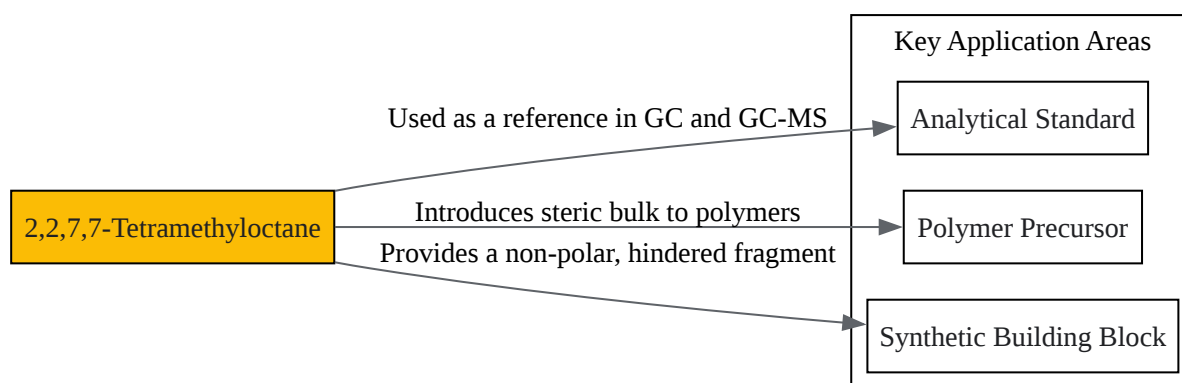 Key Application Areas
Used as a reference in GC and GC-MS
Analytical Standard
2,2,7,7-Tetramethyloctane
Introduces steric bulk to polymers
Polymer Precursor
Provides a non-polar, hindered fragment
Synthetic Building Block